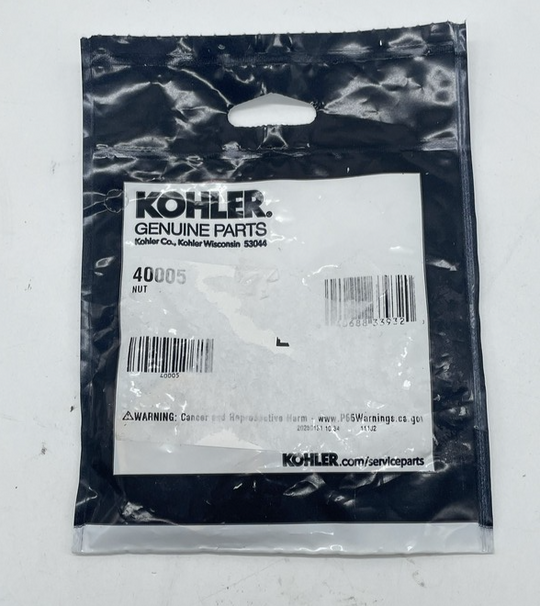 KOHLER®
GENUINE PARTS
Kohler Co., Kohler Wisconsin 53044
40005
NUT
40005
⚠WARNING: Cancer and Reproductive Harm - www.P65Warnings.ca.gov
KOHLER.com/serviceparts